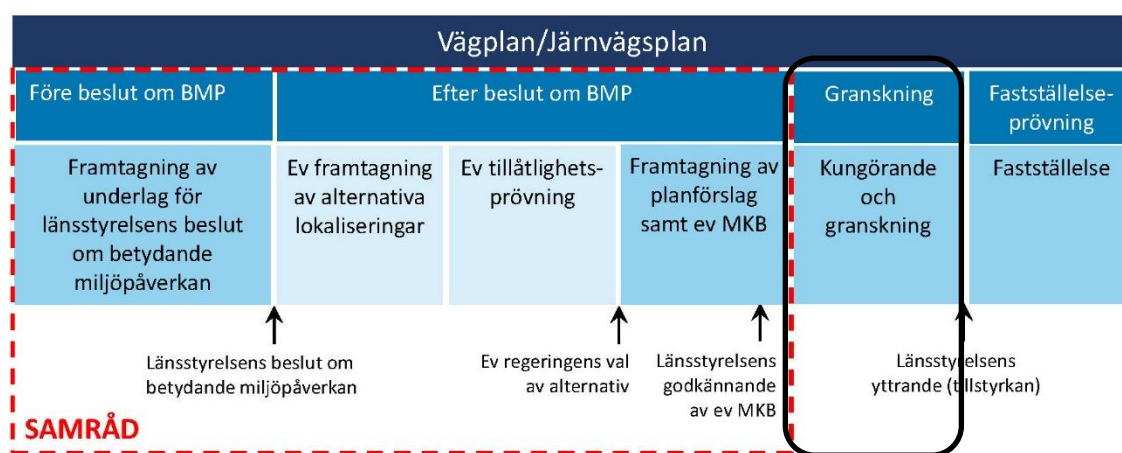 Vägplan/Järnvägsplan
Före beslut om BMP
Efter beslut om BMP
Granskning
Fastställelse-
prövning
Framtagning av
underlag för
länsstyrelsens beslut
om betydande
miljöpåverkan
Ev framtagning
av alternativa
lokaliseringar
Ev tillåtlighets-
prövning
Framtagning av
planförslag
samt ev MKB
Kungörande
och
granskning
Fastställelse
Länsstyrelsens beslut om
betydande miljöpåverkan
Ev regeringens val
av alternativ
Länsstyrelsens
godkännande
av ev MKB
Länsstyrelsens
yttrande (tillstyrkan)
SAMRÅD